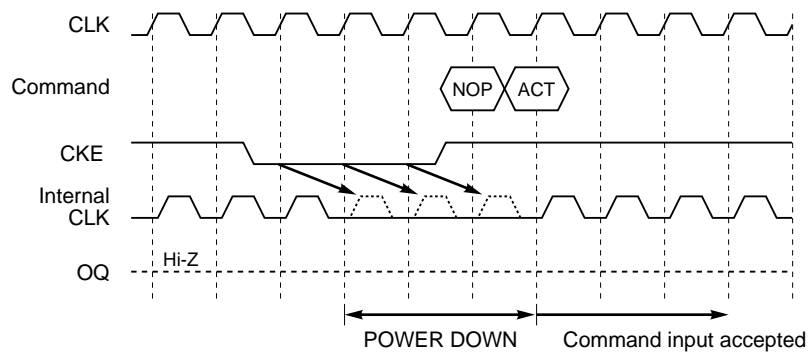 CLK
Command
NOP
ACT
CKE
Internal
CLK
OQ
Hi-Z
POWER DOWN
Command input accepted